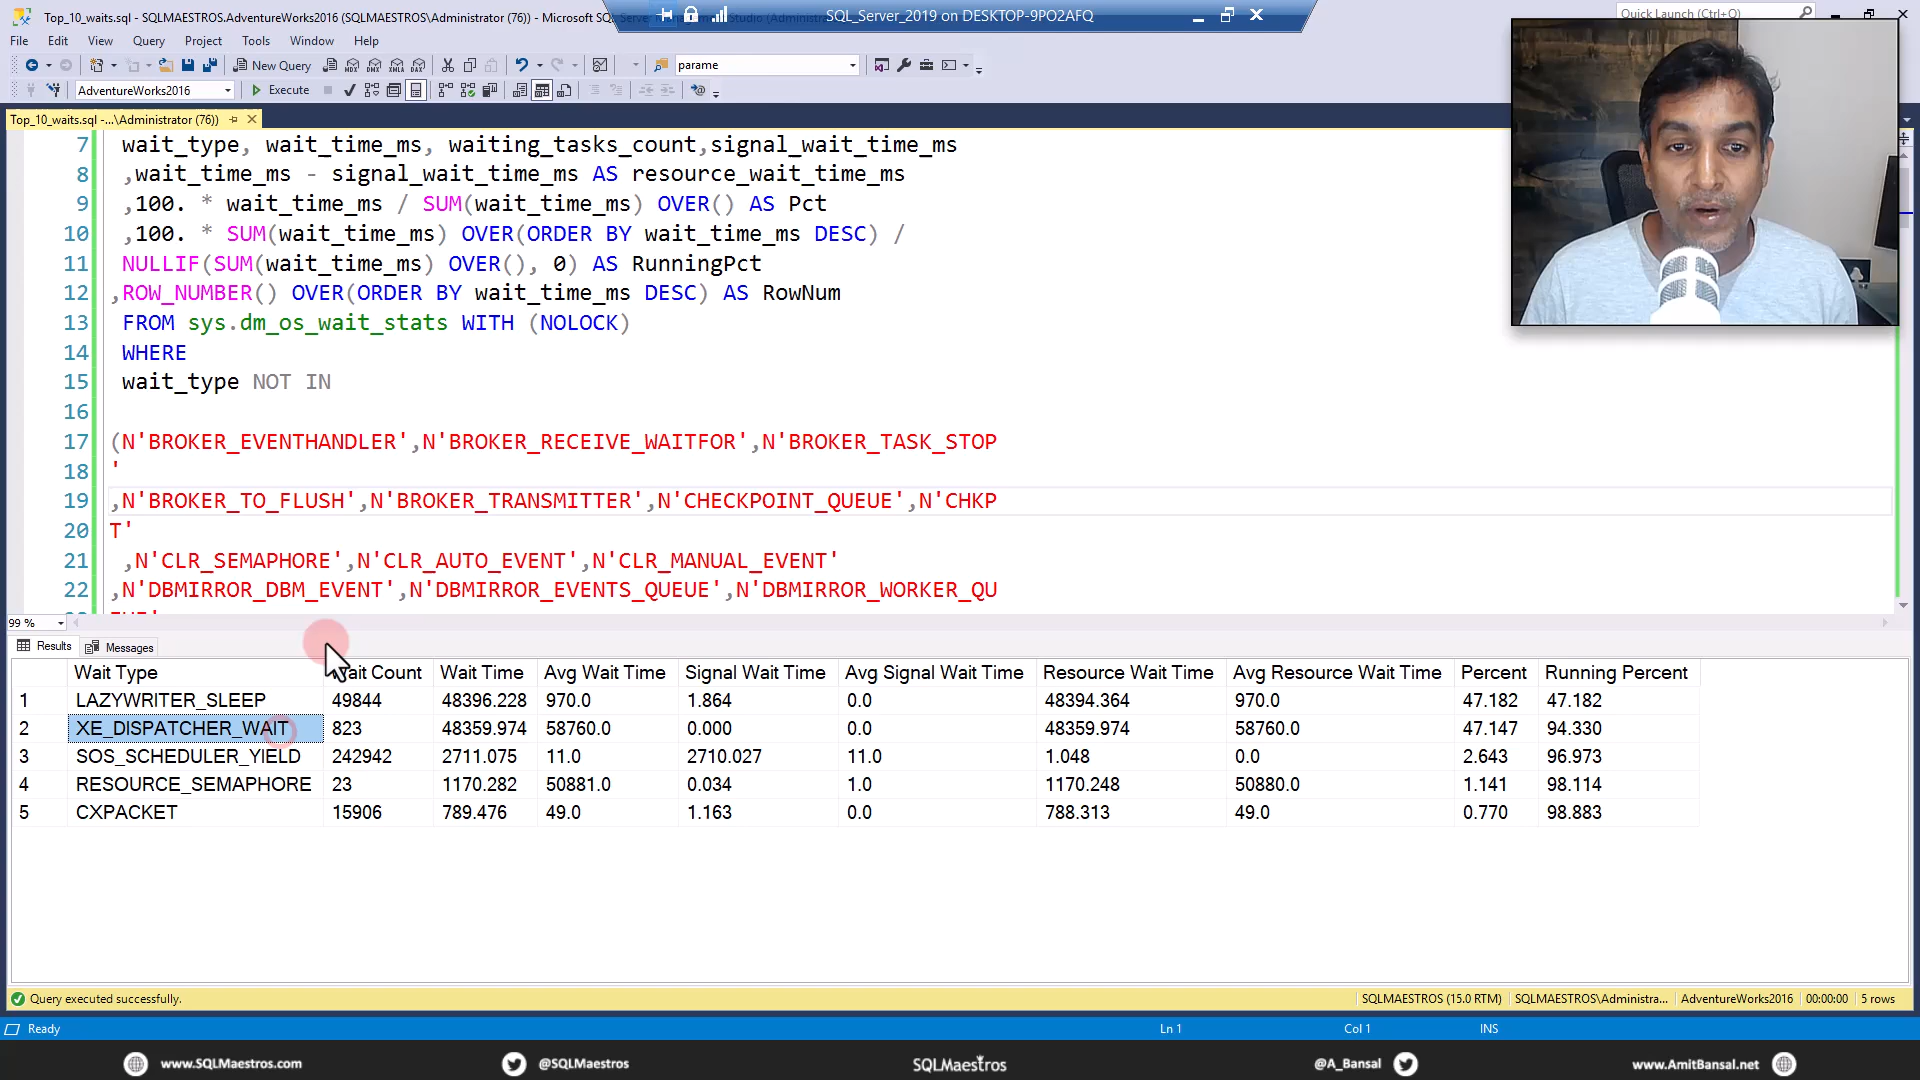 Top_10_waits.sql - SQLMAESTROS.AdventureWorks2016 (SQLMAESTROS\Administrator (76)) - Microsoft SQL Server Management Studio (Administrator)
SQL_Server_2019 on DESKTOP-9PO2AFQ
Quick Launch (Ctrl+Q)
File Edit View Query Project Tools Window Help
New Query
parame
AdventureWorks2016
Execute
Top_10_waits.sql -...\Administrator (76))
7 wait_type, wait_time_ms, waiting_tasks_count,signal_wait_time_ms
8 ,wait_time_ms - signal_wait_time_ms AS resource_wait_time_ms
9 ,100. * wait_time_ms / SUM(wait_time_ms) OVER() AS Pct
10 ,100. * SUM(wait_time_ms) OVER(ORDER BY wait_time_ms DESC) /
11 NULLIF(SUM(wait_time_ms) OVER(), 0) AS RunningPct
12 ,ROW_NUMBER() OVER(ORDER BY wait_time_ms DESC) AS RowNum
13 FROM sys.dm_os_wait_stats WITH (NOLOCK)
14 WHERE
15 wait_type NOT IN
16
17 (N'BROKER_EVENTHANDLER',N'BROKER_RECEIVE_WAITFOR',N'BROKER_TASK_STOP
18 '
19 ,N'BROKER_TO_FLUSH',N'BROKER_TRANSMITTER',N'CHECKPOINT_QUEUE',N'CHKP
20 T'
21 ,N'CLR_SEMAPHORE',N'CLR_AUTO_EVENT',N'CLR_MANUAL_EVENT'
22 ,N'DBMIRROR_DBM_EVENT',N'DBMIRROR_EVENTS_QUEUE',N'DBMIRROR_WORKER_QU
99 %
Results Messages
Wait Type ait Count Wait Time Avg Wait Time Signal Wait Time Avg Signal Wait Time Resource Wait Time Avg Resource Wait Time Percent Running Percent
1 LAZYWRITER_SLEEP 49844 48396.228 970.0 1.864 0.0 48394.364 970.0 47.182 47.182
2 XE_DISPATCHER_WAIT 823 48359.974 58760.0 0.000 0.0 48359.974 58760.0 47.147 94.330
3 SOS_SCHEDULER_YIELD 242942 2711.075 11.0 2710.027 11.0 1.048 0.0 2.643 96.973
4 RESOURCE_SEMAPHORE 23 1170.282 50881.0 0.034 1.0 1170.248 50880.0 1.141 98.114
5 CXPACKET 15906 789.476 49.0 1.163 0.0 788.313 49.0 0.770 98.883
Query executed successfully. SQLMAESTROS (15.0 RTM) SQLMAESTROS\Administra... AdventureWorks2016 00:00:00 5 rows
Ready Ln 1 Col 1 INS
www.SQLMaestros.com @SQLMaestros SQLMaestros @A_Bansal www.AmitBansal.net